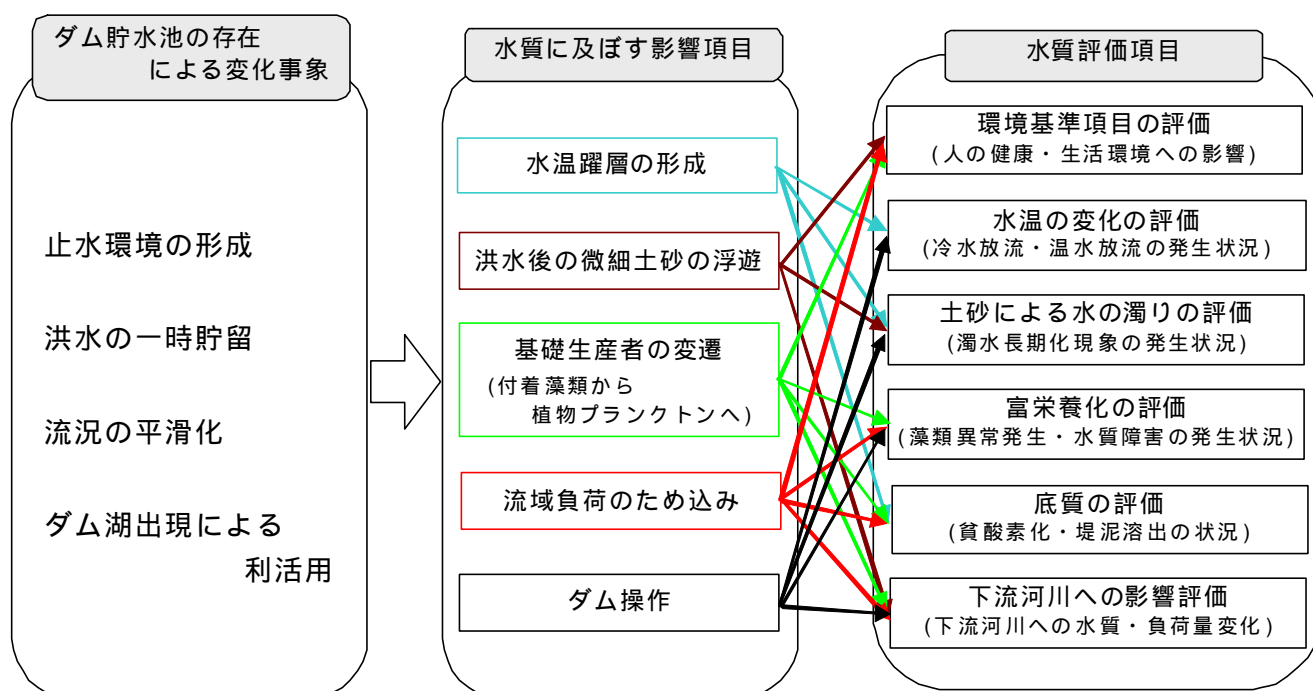 ダム貯水池の存在
による変化事象
止水環境の形成
洪水の一時貯留
流況の平滑化
ダム湖出現による
利活用
水質に及ぼす影響項目
水温躍層の形成
洪水後の微細土砂の浮遊
基礎生産者の変遷
(付着藻類から
植物プランクトンへ)
流域負荷のため込み
ダム操作
水質評価項目
環境基準項目の評価
(人の健康・生活環境への影響)
水温の変化の評価
(冷水放流・温水放流の発生状況)
土砂による水の濁りの評価
(濁水長期化現象の発生状況)
富栄養化の評価
(藻類異常発生・水質障害の発生状況)
底質の評価
(貧酸素化・堤泥溶出の状況)
下流河川への影響評価
(下流河川への水質・負荷量変化)